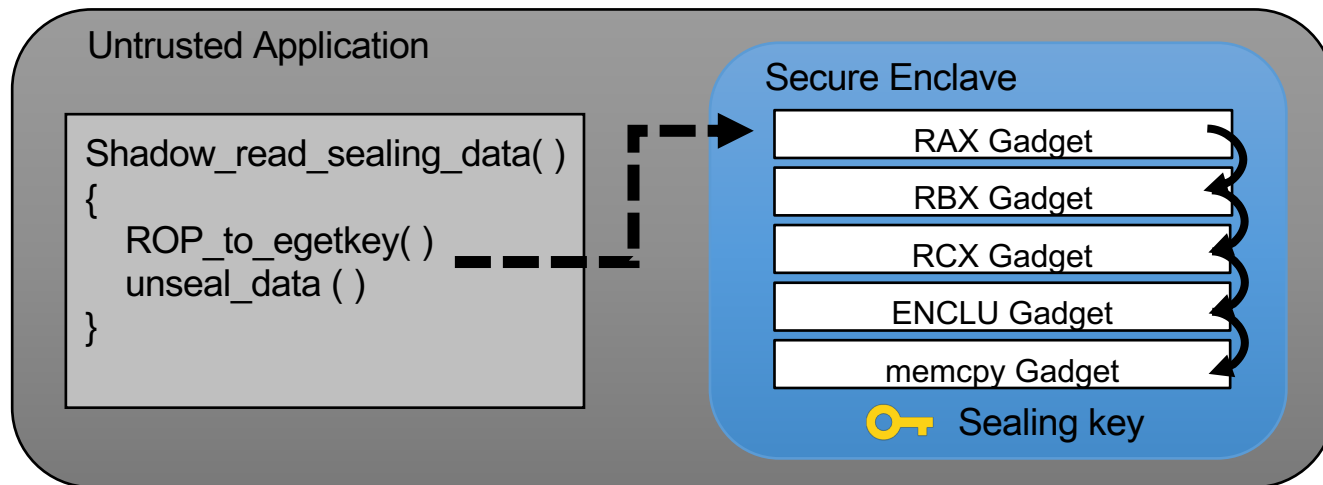 Untrusted Application
Shadow_read_sealing_data( )
{
ROP_to_egetkey( )
unseal_data ( )
}
Secure Enclave
RAX Gadget
RBX Gadget
RCX Gadget
ENCLU Gadget
memcpy Gadget
Sealing key